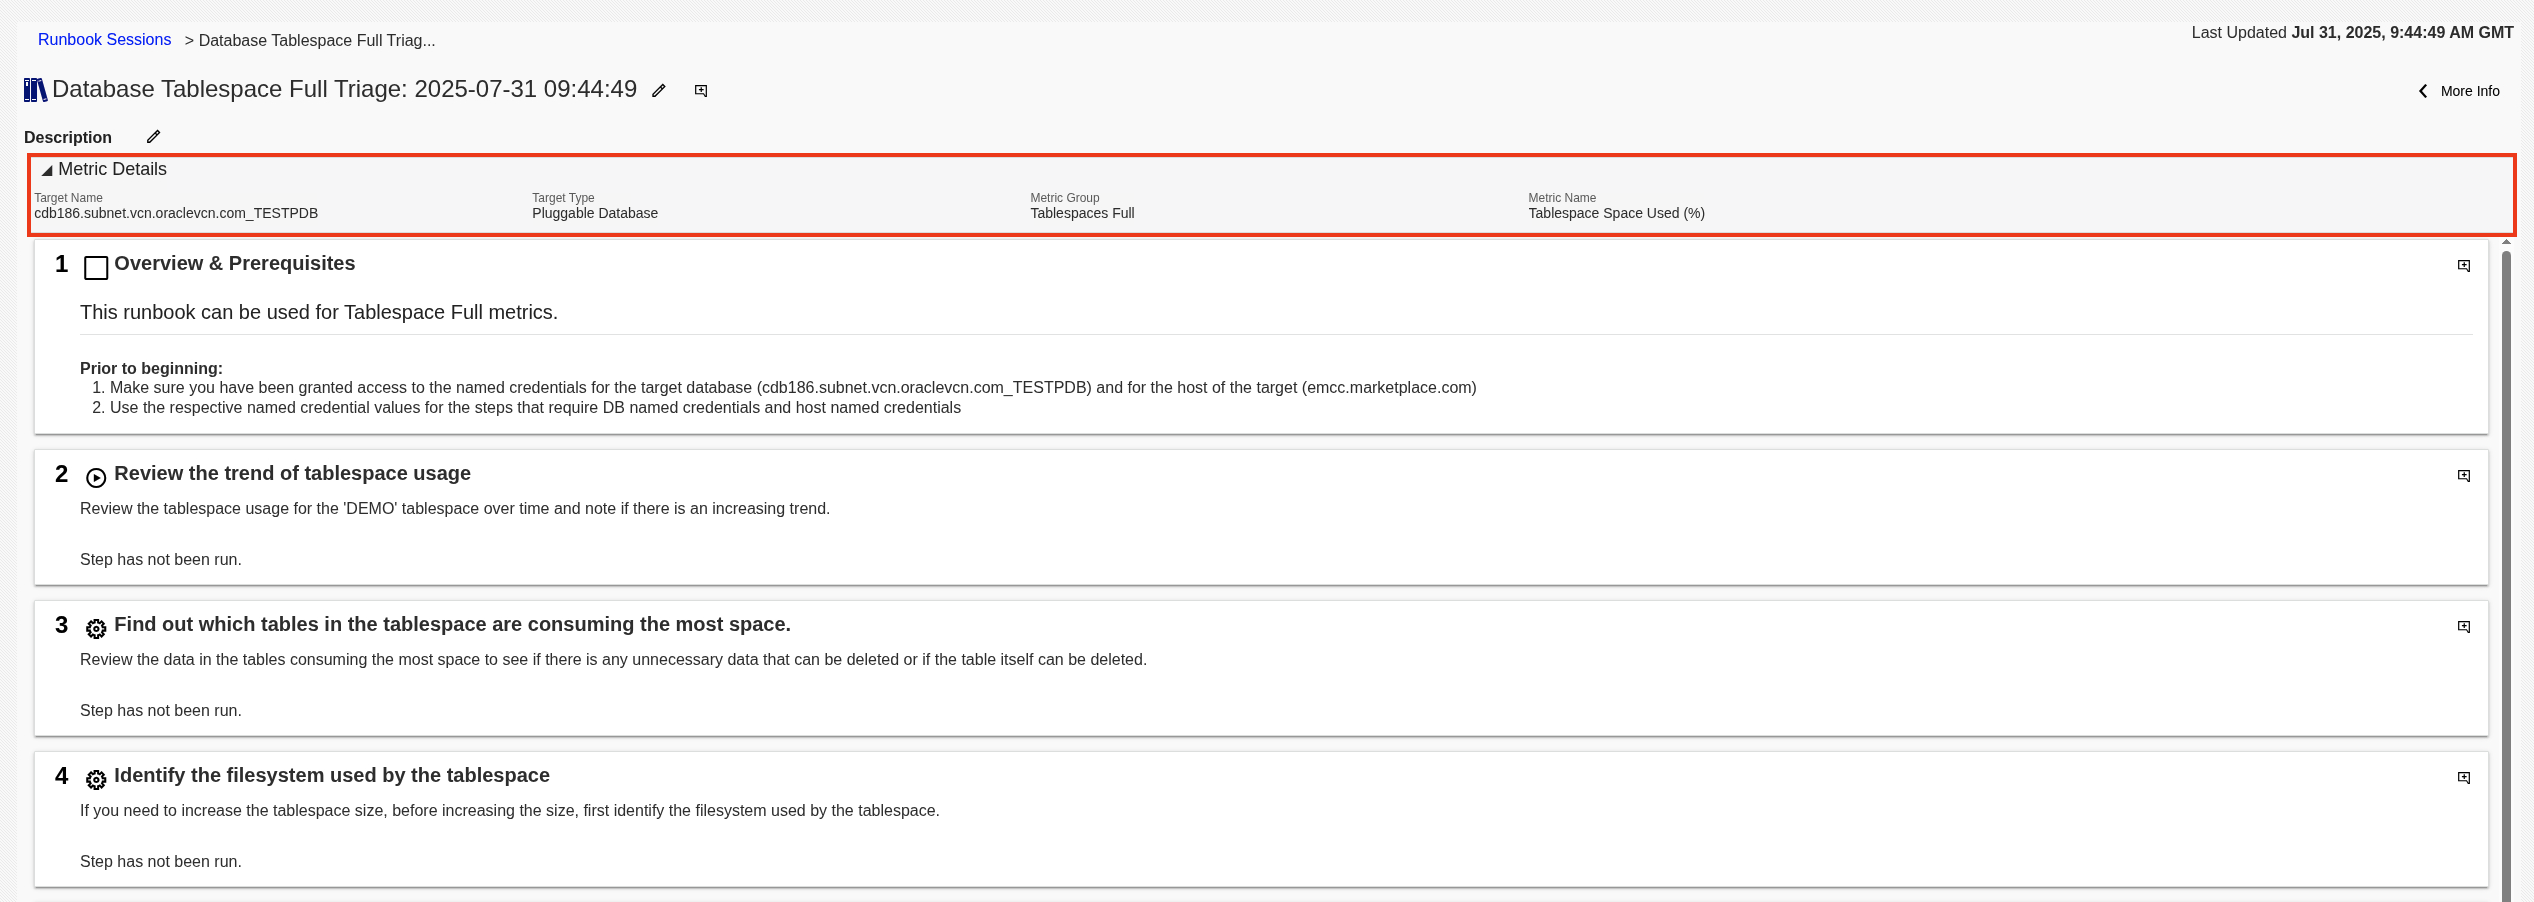 Runbook Sessions > Database Tablespace Full Triag...
Last Updated Jul 31, 2025, 9:44:49 AM GMT
Database Tablespace Full Triage: 2025-07-31 09:44:49
More Info
Description
Metric Details
Target Name
cdb186.subnet.vcn.oraclevcn.com_TESTPDB
Target Type
Pluggable Database
Metric Group
Tablespaces Full
Metric Name
Tablespace Space Used (%)
1 Overview & Prerequisites
This runbook can be used for Tablespace Full metrics.
Prior to beginning:
1. Make sure you have been granted access to the named credentials for the target database (cdb186.subnet.vcn.oraclevcn.com_TESTPDB) and for the host of the target (emcc.marketplace.com)
2. Use the respective named credential values for the steps that require DB named credentials and host named credentials
2 Review the trend of tablespace usage
Review the tablespace usage for the 'DEMO' tablespace over time and note if there is an increasing trend.
Step has not been run.
3 Find out which tables in the tablespace are consuming the most space.
Review the data in the tables consuming the most space to see if there is any unnecessary data that can be deleted or if the table itself can be deleted.
Step has not been run.
4 Identify the filesystem used by the tablespace
If you need to increase the tablespace size, before increasing the size, first identify the filesystem used by the tablespace.
Step has not been run.